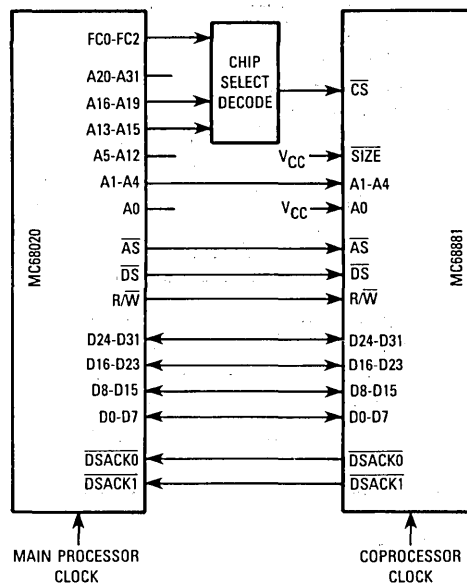 MC68020
FC0-FC2
A20-A31
A16-A19
A13-A15
A5-A12
A1-A4
A0
AS
DS
R/W
D24-D31
D16-D23
D8-D15
D0-D7
DSACK0
DSACK1
CHIP
SELECT
DECODE
VCC
VCC
MC68881
CS
SIZE
A1-A4
A0
AS
DS
R/W
D24-D31
D16-D23
D8-D15
D0-D7
DSACK0
DSACK1
MAIN PROCESSOR
CLOCK
COPROCESSOR
CLOCK